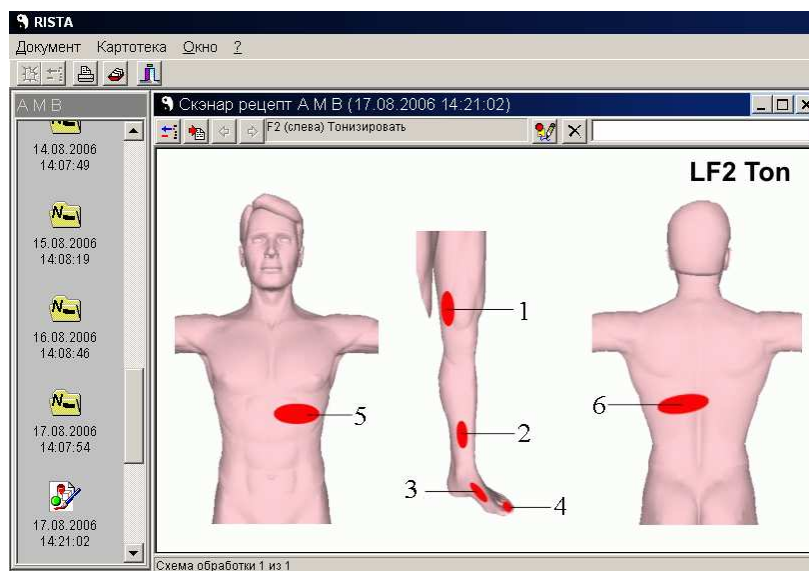 RISTA
Документ Картотека Окно ?
А М В
Скэнар рецепт А М В (17.08.2006 14:21:02)
F2 (слева) Тонизировать
14.08.2006
14:07:49
15.08.2006
14:08:19
16.08.2006
14:08:46
17.08.2006
14:07:54
17.08.2006
14:21:02
LF2 Ton
1
2
3
4
5
6
Схема обработки 1 из 1